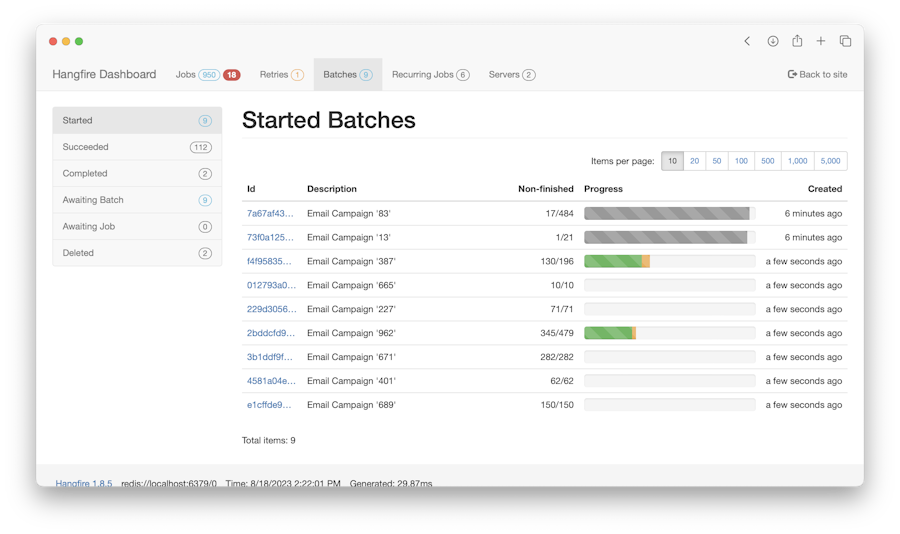 Hangfire Dashboard Jobs 950 18 Retries 1 Batches 9 Recurring Jobs 6 Servers 2 Back to site
Started 9
Succeeded 112
Completed 2
Awaiting Batch 9
Awaiting Job 0
Deleted 2
Started Batches
Items per page: 10 20 50 100 500 1,000 5,000
Id Description Non-finished Progress Created
7a67af43... Email Campaign '83' 17/484 6 minutes ago
73f0a125... Email Campaign '13' 1/21 6 minutes ago
f4f95835... Email Campaign '387' 130/196 a few seconds ago
012793a0... Email Campaign '665' 10/10 a few seconds ago
229d3056... Email Campaign '227' 71/71 a few seconds ago
2bddcfd9... Email Campaign '962' 345/479 a few seconds ago
3b1ddf9f... Email Campaign '671' 282/282 a few seconds ago
4581a04e... Email Campaign '401' 62/62 a few seconds ago
e1cffde9... Email Campaign '689' 150/150 a few seconds ago
Total items: 9
Hangfire 1.8.5 redis://localhost:6379/0 Time: 8/18/2023 2:22:01 PM Generated: 29.87ms